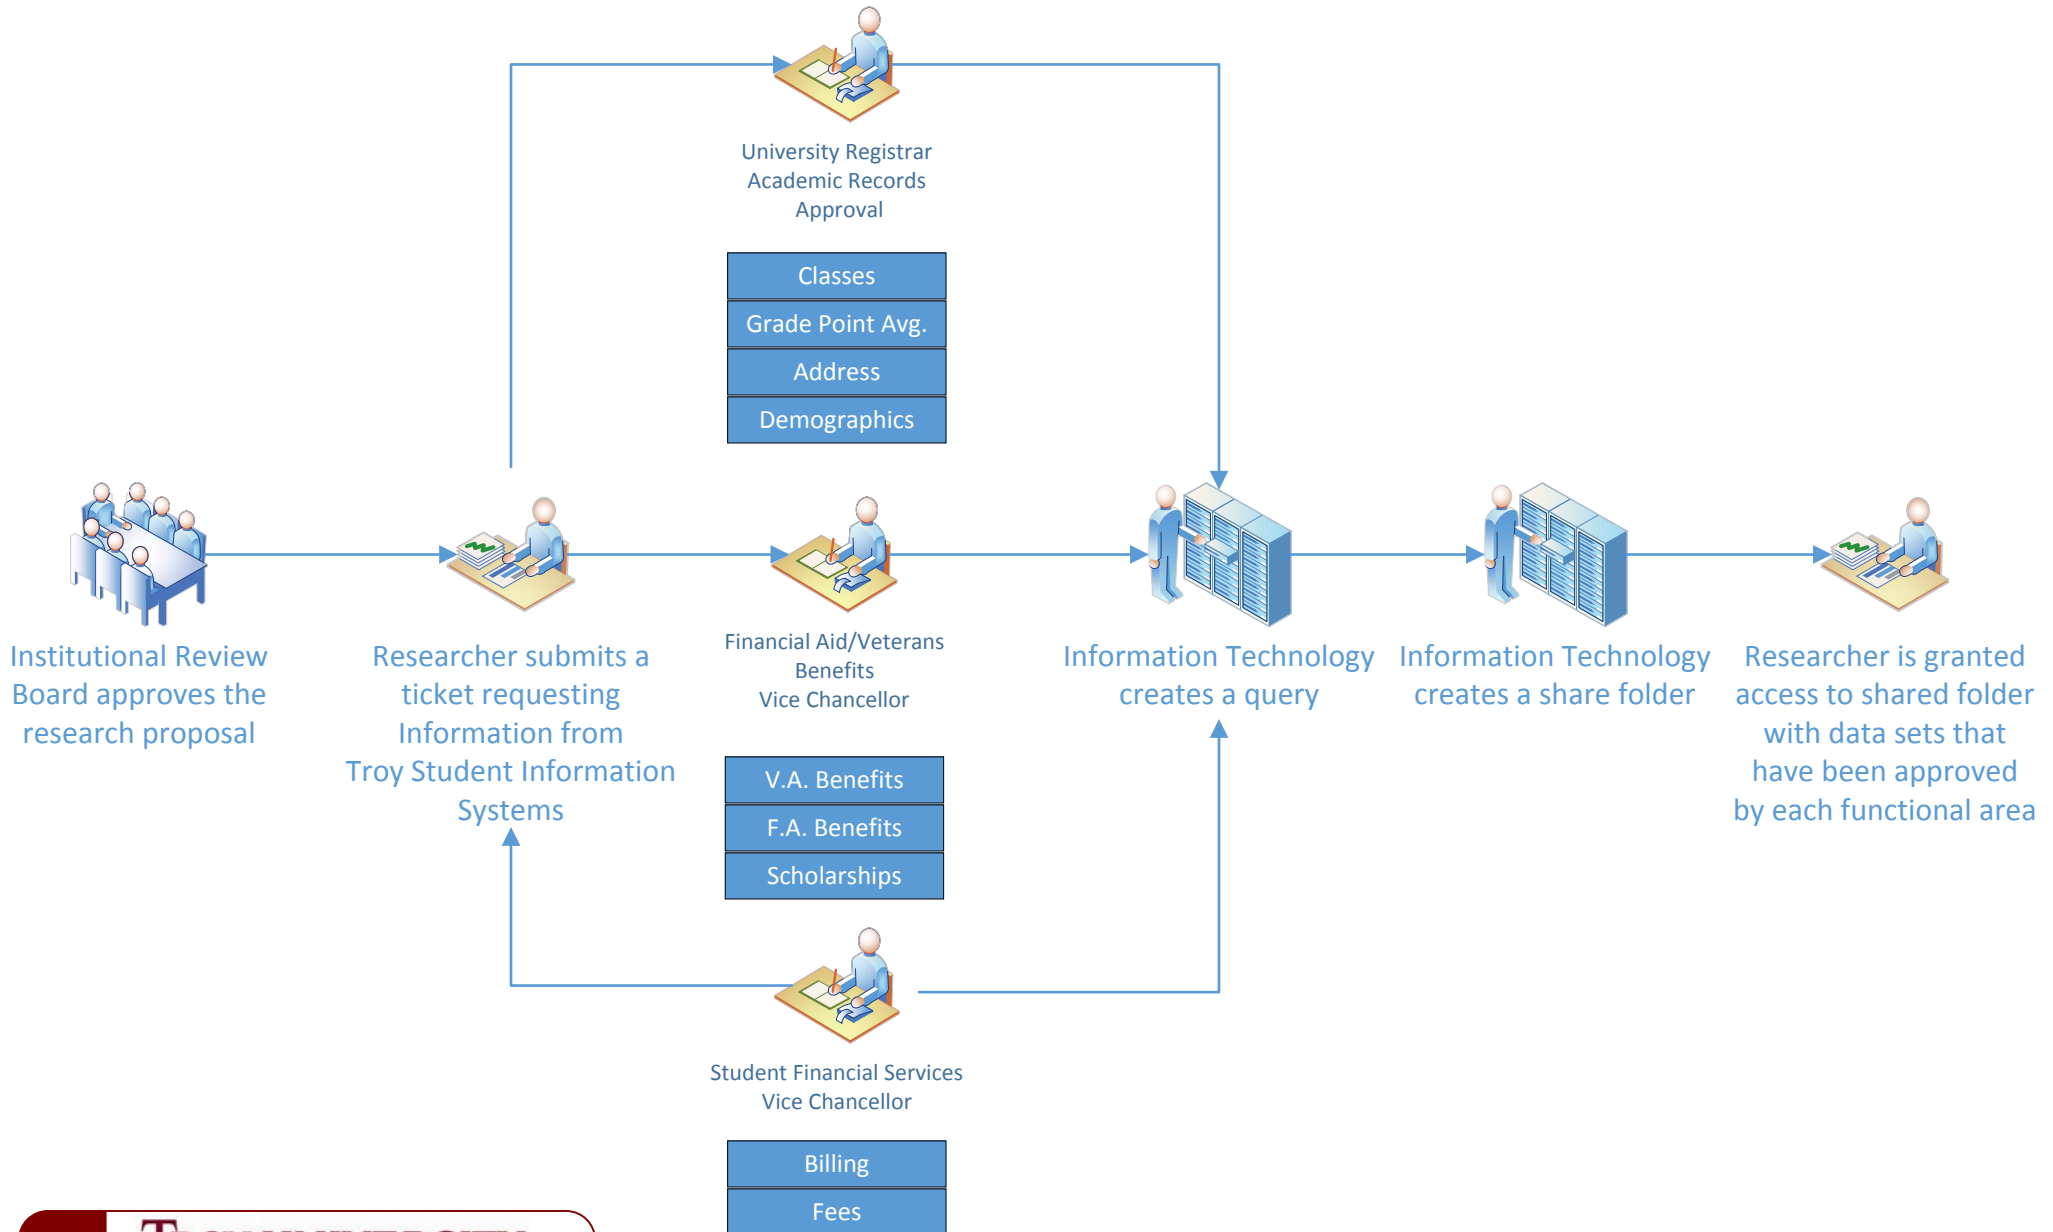 University Registrar
Academic Records
Approval
Classes
Grade Point Avg.
Address
Demographics
Institutional Review
Board approves the
research proposal
Researcher submits a
ticket requesting
Information from
Troy Student Information
Systems
Financial Aid/Veterans
Benefits
Vice Chancellor
V.A. Benefits
F.A. Benefits
Scholarships
Information Technology
creates a query
Information Technology
creates a share folder
Researcher is granted
access to shared folder
with data sets that
have been approved
by each functional area
Student Financial Services
Vice Chancellor
Billing
Fees